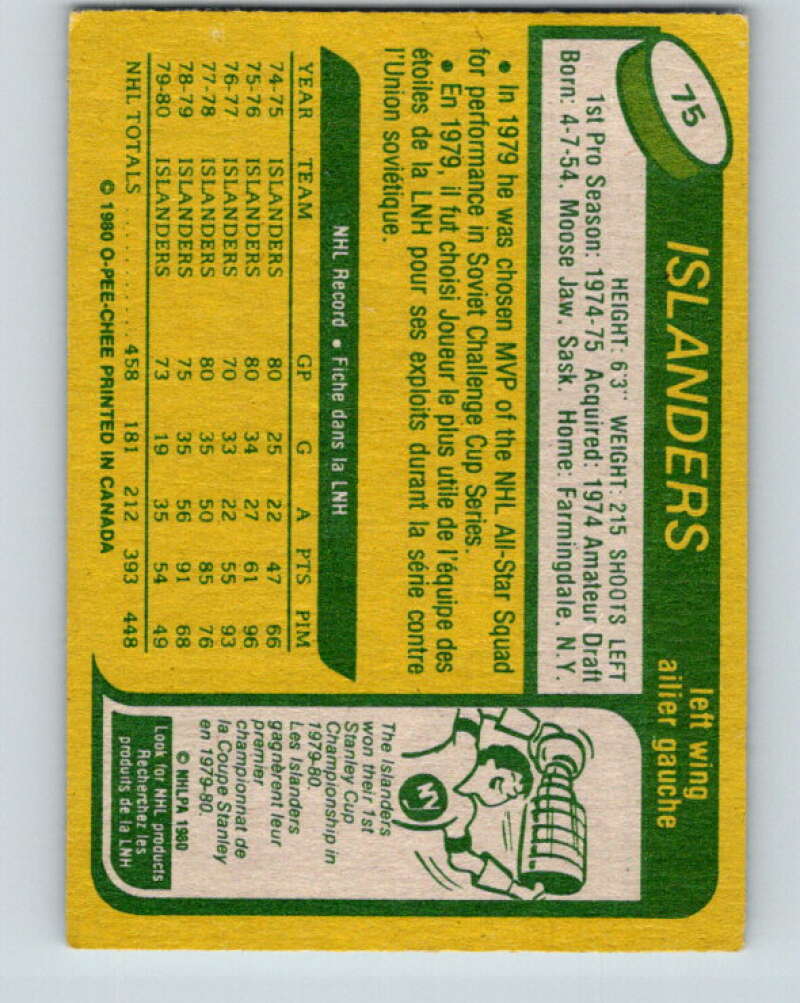 75
ISLANDERS
left wing
ailier gauche
HEIGHT: 6'3" WEIGHT: 215 SHOOTS LEFT
1st Pro Season: 1974-75 Acquired: 1974 Amateur Draft
Born: 4-7-54. Moose Jaw. Sask. Home: Farmingdale. N.Y.
• In 1979 he was chosen MVP of the NHL All-Star Squad
for performance in Soviet Challenge Cup Series.
• En 1979, il fut choisi Joueur le plus utile de l'équipe des
étoiles de la LNH pour ses exploits durant la série contre
l'Union soviétique.
NHL Record • Fiche dans la LNH
YEAR TEAM GP G A PTS PIM
74-75 ISLANDERS 80 25 22 47 66
75-76 ISLANDERS 80 34 27 61 96
76-77 ISLANDERS 70 33 22 55 93
77-78 ISLANDERS 80 35 50 85 76
78-79 ISLANDERS 75 35 56 91 68
79-80 ISLANDERS 73 19 35 54 49
NHL TOTALS .......... 458 181 212 393 448
© 1980 O-PEE-CHEE PRINTED IN CANADA
NY
The Islanders
won their 1st
Stanley Cup
Championship in
1979-80.
Les Islanders
gagnèrent leur
premier
championnat de
la Coupe Stanley
en 1979-80.
© NHLPA 1980
Look for NHL products
Recherchez les
produits de la LNH